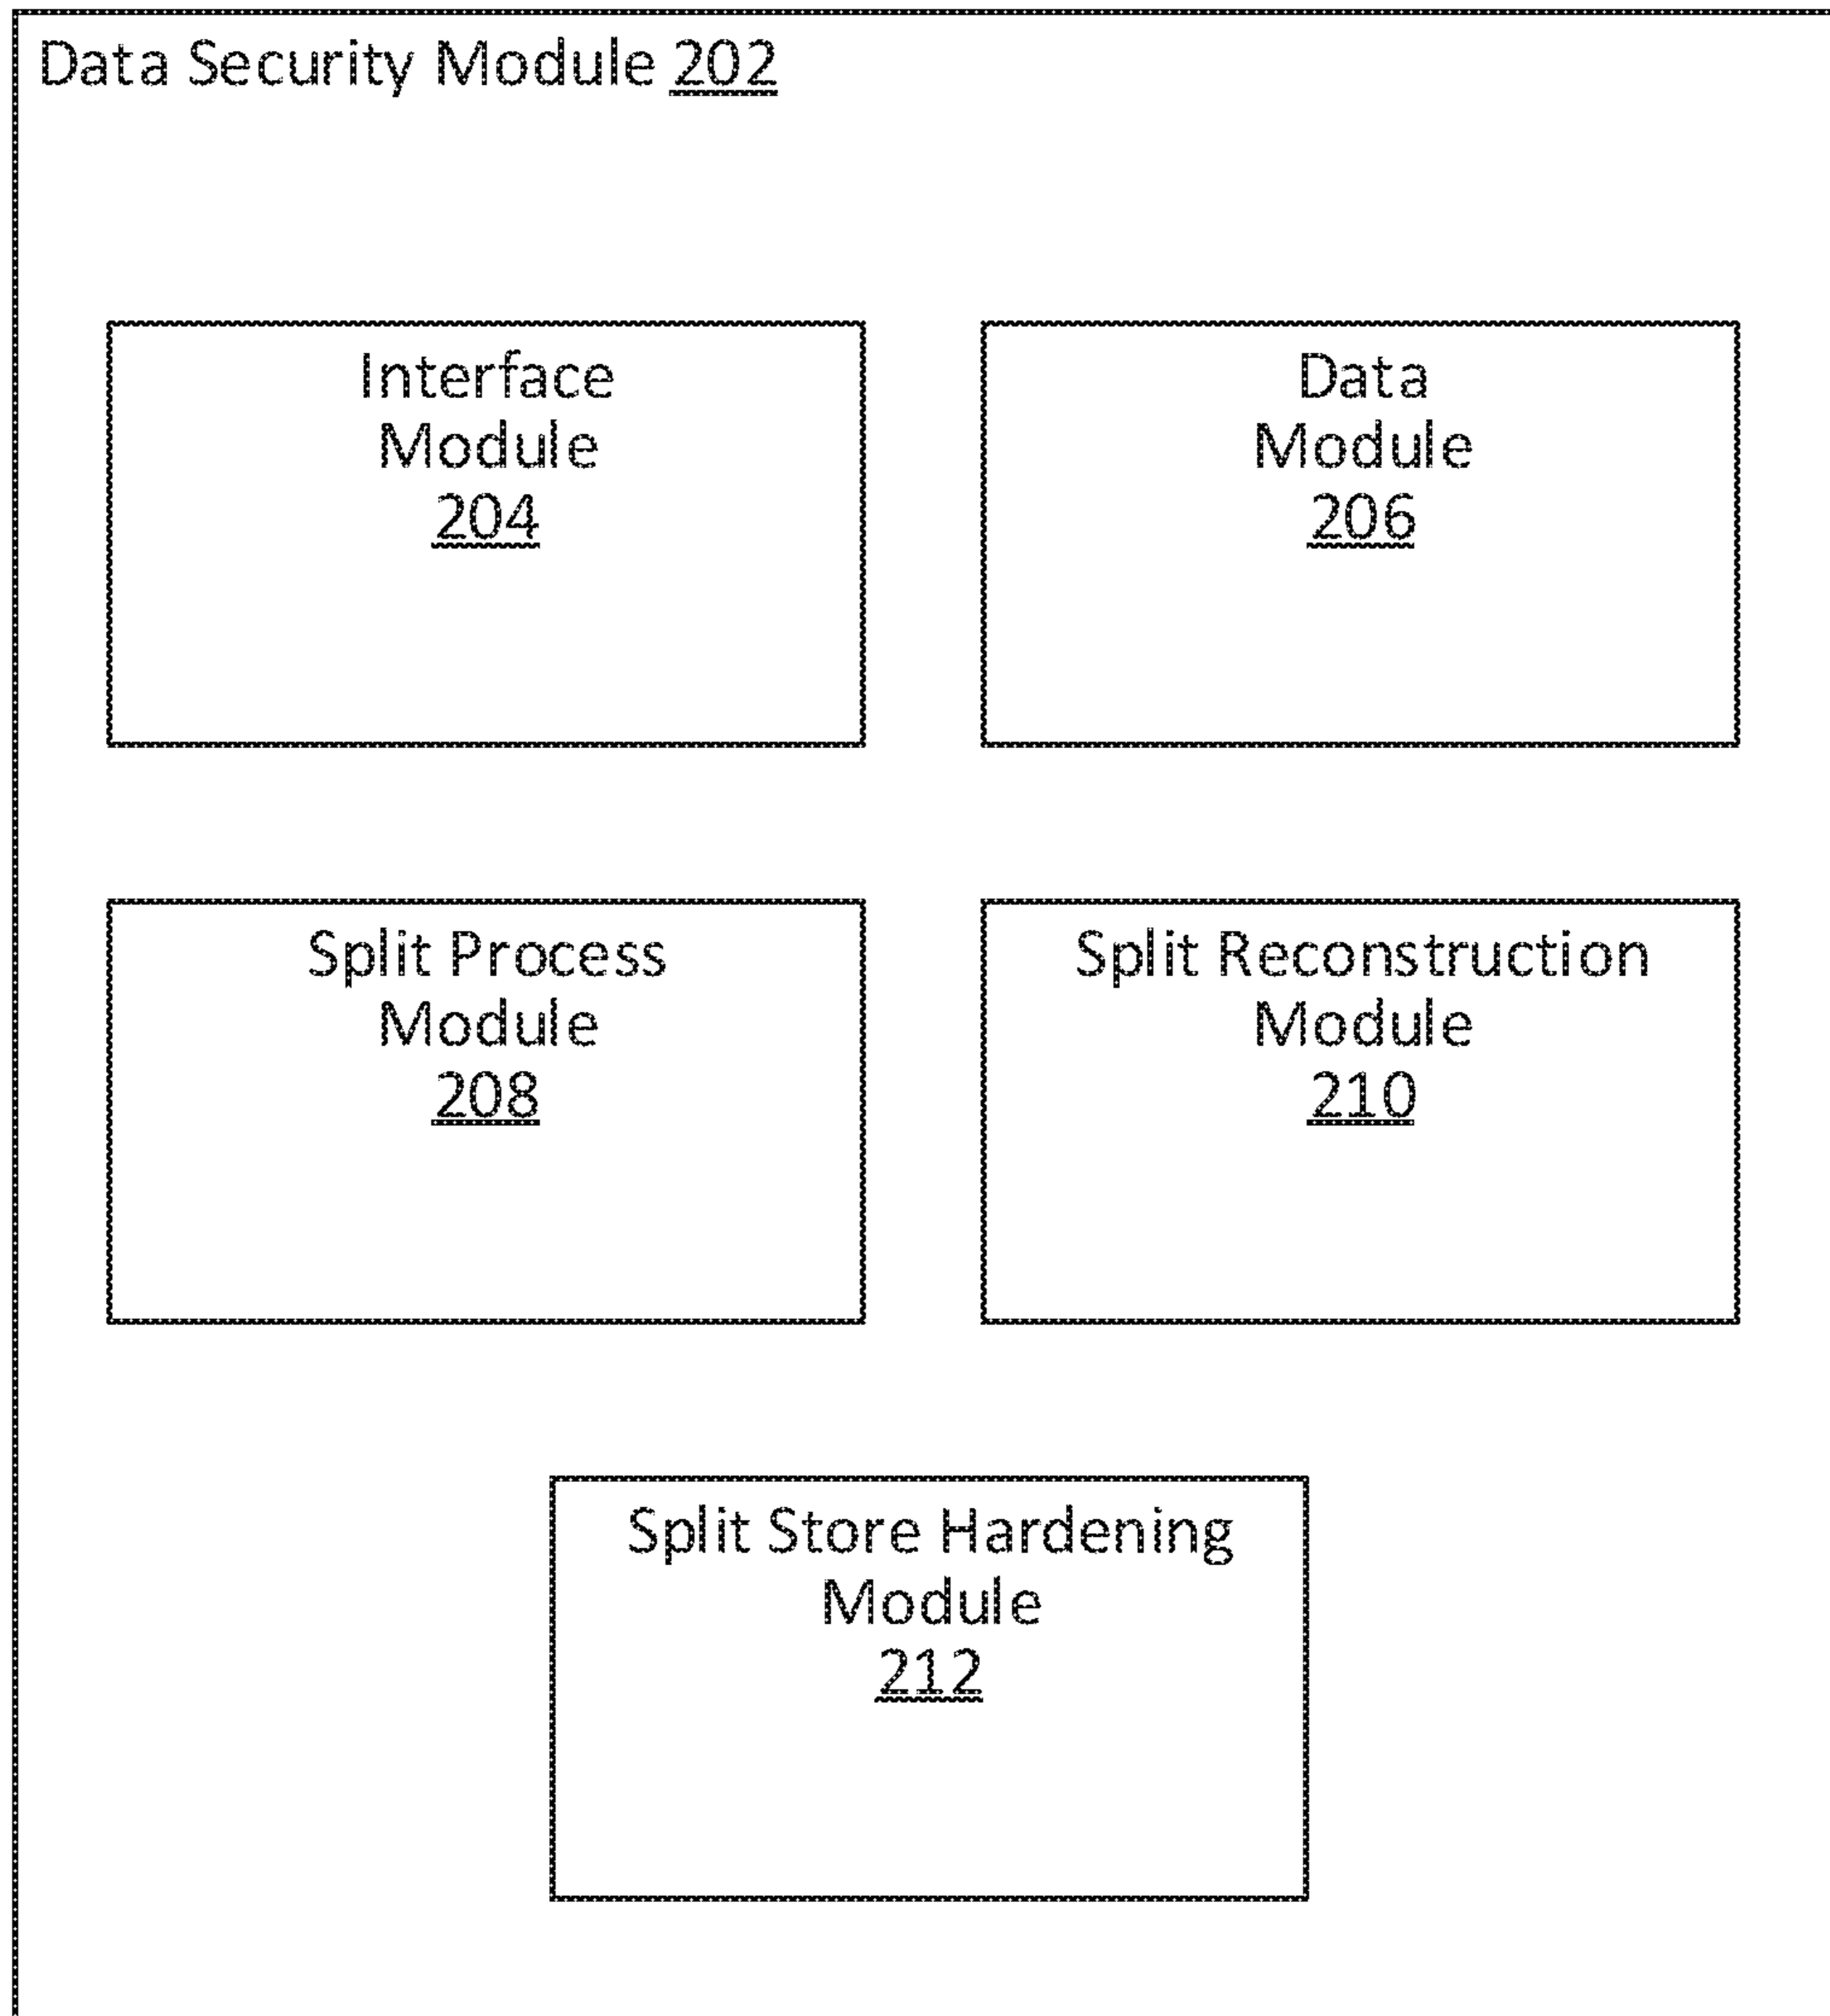 Data Security Module 202
Interface
Module
204
Data
Module
206
Split Process
Module
208
Split Reconstruction
Module
210
Split Store Hardening
Module
212